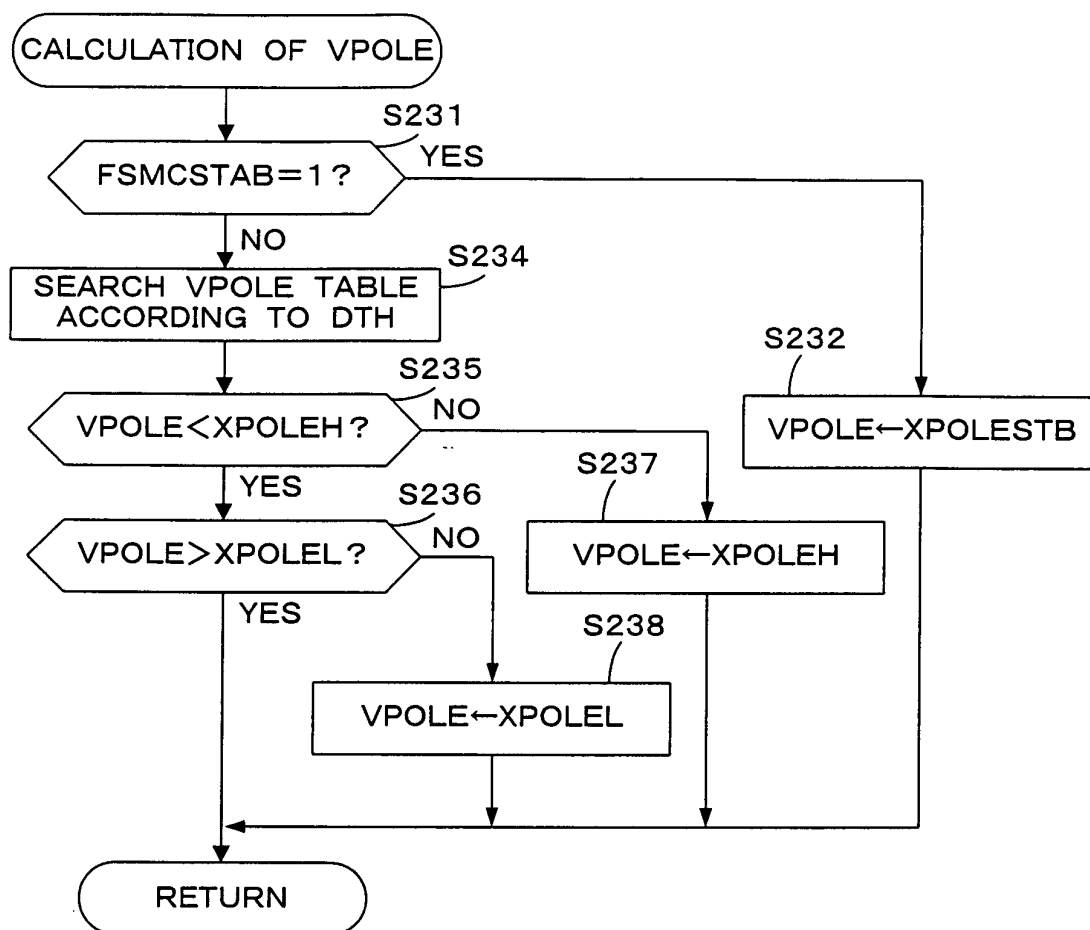 CALCULATION OF VPOLE
S231
FSMCSTAB=1?
YES
NO
S234
SEARCH VPOLE TABLE
ACCORDING TO DTH
S232
VPOLE←XPOLESTB
S235
VPOLE<XPOLEH?
NO
YES
S237
VPOLE←XPOLEH
S236
VPOLE>XPOLEL?
NO
YES
S238
VPOLE←XPOLEL
RETURN